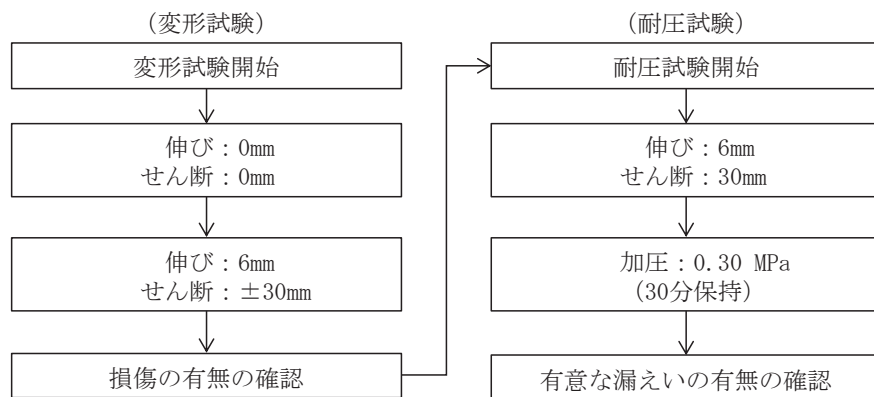 （変形試験）
変形試験開始
伸び：0mm
せん断：0mm
伸び：6mm
せん断：±30mm
損傷の有無の確認
（耐圧試験）
耐圧試験開始
伸び：6mm
せん断：30mm
加圧：0.30 MPa
（30分保持）
有意な漏えいの有無の確認